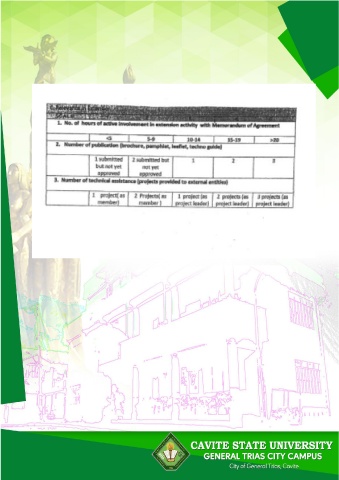 1. No. of hours of active involvement in extension activity with Memorandum of Agreement
<5 5-9 10-14 15-19 >20
2. Number of publication (brochure, pamphlet, leaflet, techno guide)
1 submitted but not yet approved 2 submitted but not yet approved 1 2 3
3. Number of technical assistance (projects provided to external entities)
1 project( as member) 2 Projects( as member ) 1 project (as project leader) 2 projects (as project leader) 3 projects (as project leader)
CAVITE STATE UNIVERSITY
GENERAL TRIAS CITY CAMPUS
City of General Trias, Cavite